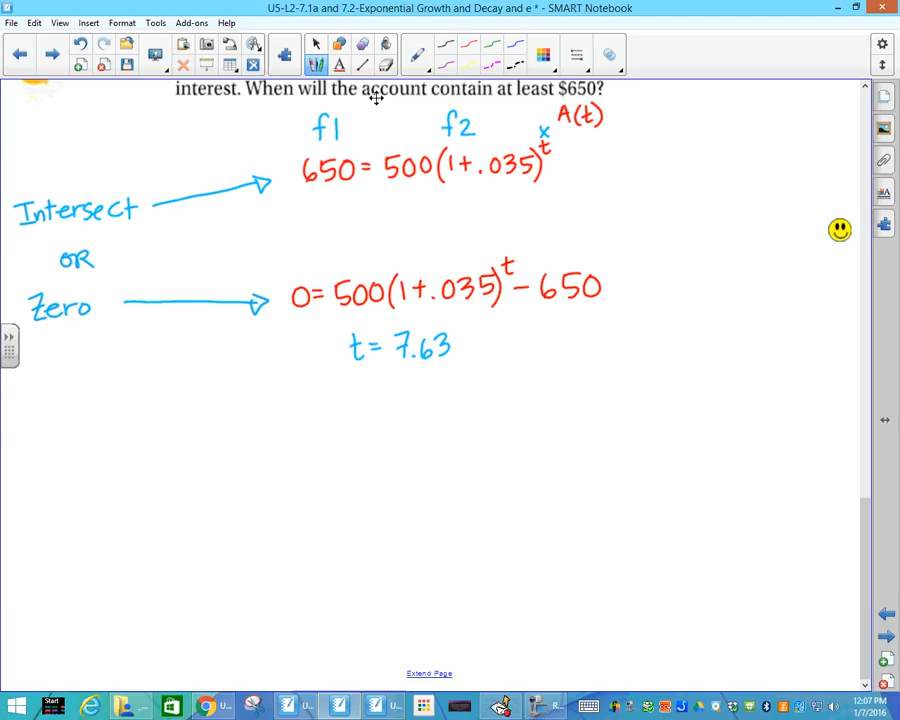 U5-L2-7.1a and 7.2-Exponential Growth and Decay and e * - SMART Notebook
File Edit View Insert Format Tools Add-ons Help
interest. When will the account contain at least $650?
f1 f2 x A(t)
650 = 500(1+.035)^t
Intersect
OR
0 = 500(1+.035)^t - 650
Zero
t = 7.63
Extend Page
Start U... U... U... R...
12:07 PM
1/7/2016